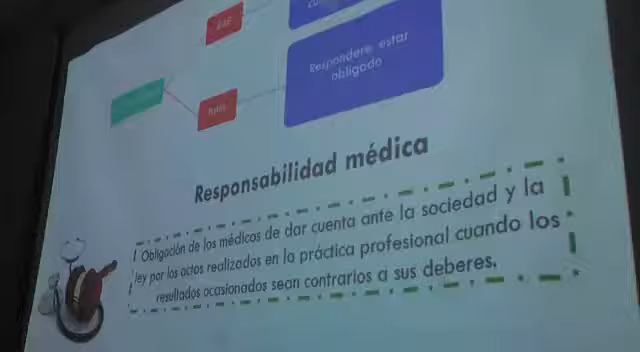 Respondere: estar
obligado
Responsabilidad médica
Obligación de los médicos de dar cuenta ante la sociedad y la
ley por los actos realizados en la práctica profesional cuando los
resultados ocasionados sean contrarios a sus deberes.